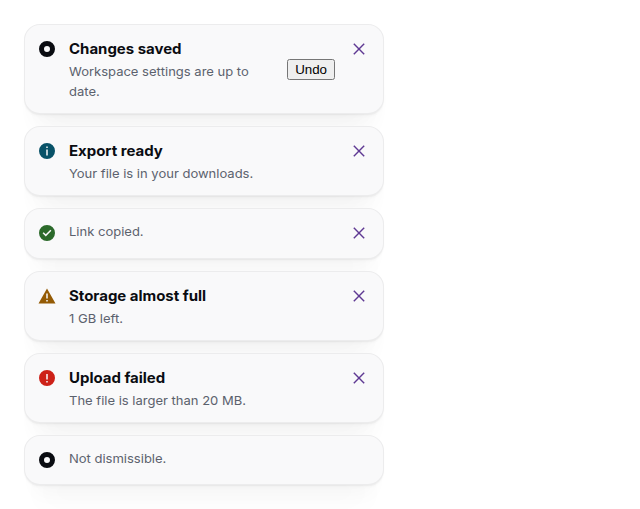 Changes saved
Workspace settings are up to
date.
Undo
Export ready
Your file is in your downloads.
Link copied.
Storage almost full
1 GB left.
Upload failed
The file is larger than 20 MB.
Not dismissible.